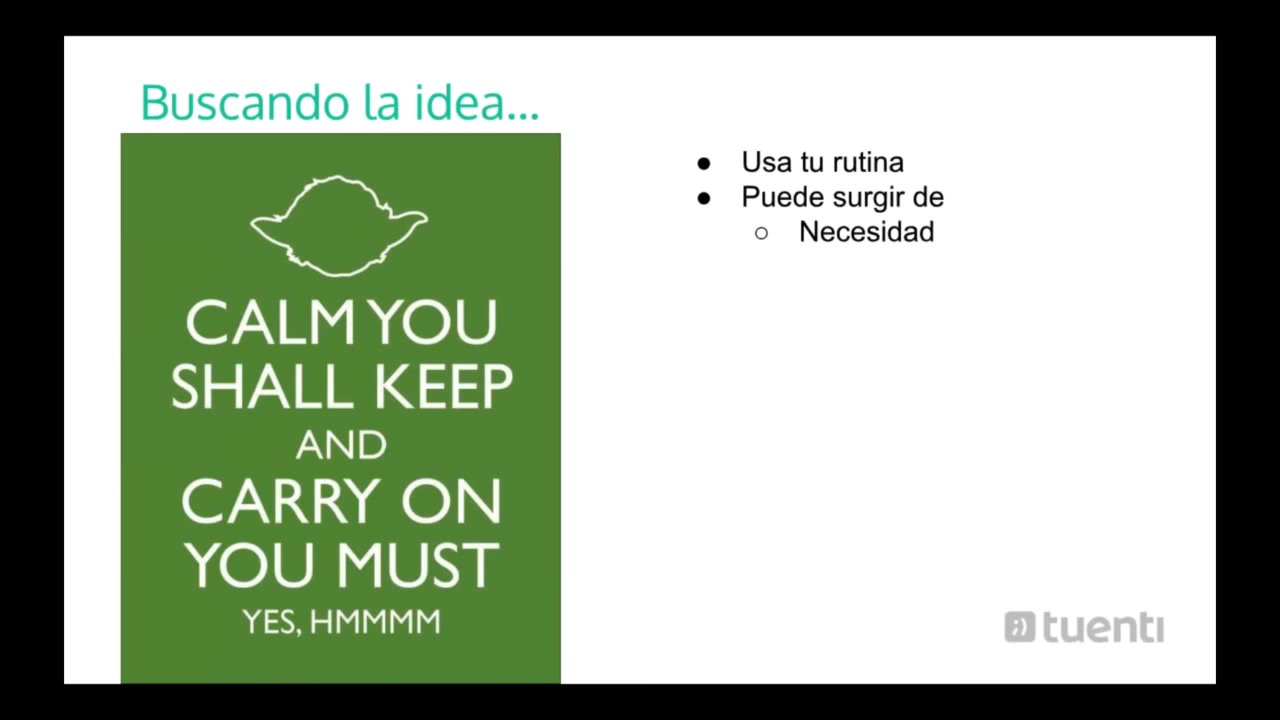 Buscando la idea...
CALM YOU
SHALL KEEP
AND
CARRY ON
YOU MUST
YES, HMMMM
● Usa tu rutina
● Puede surgir de
○ Necesidad
;) tuenti